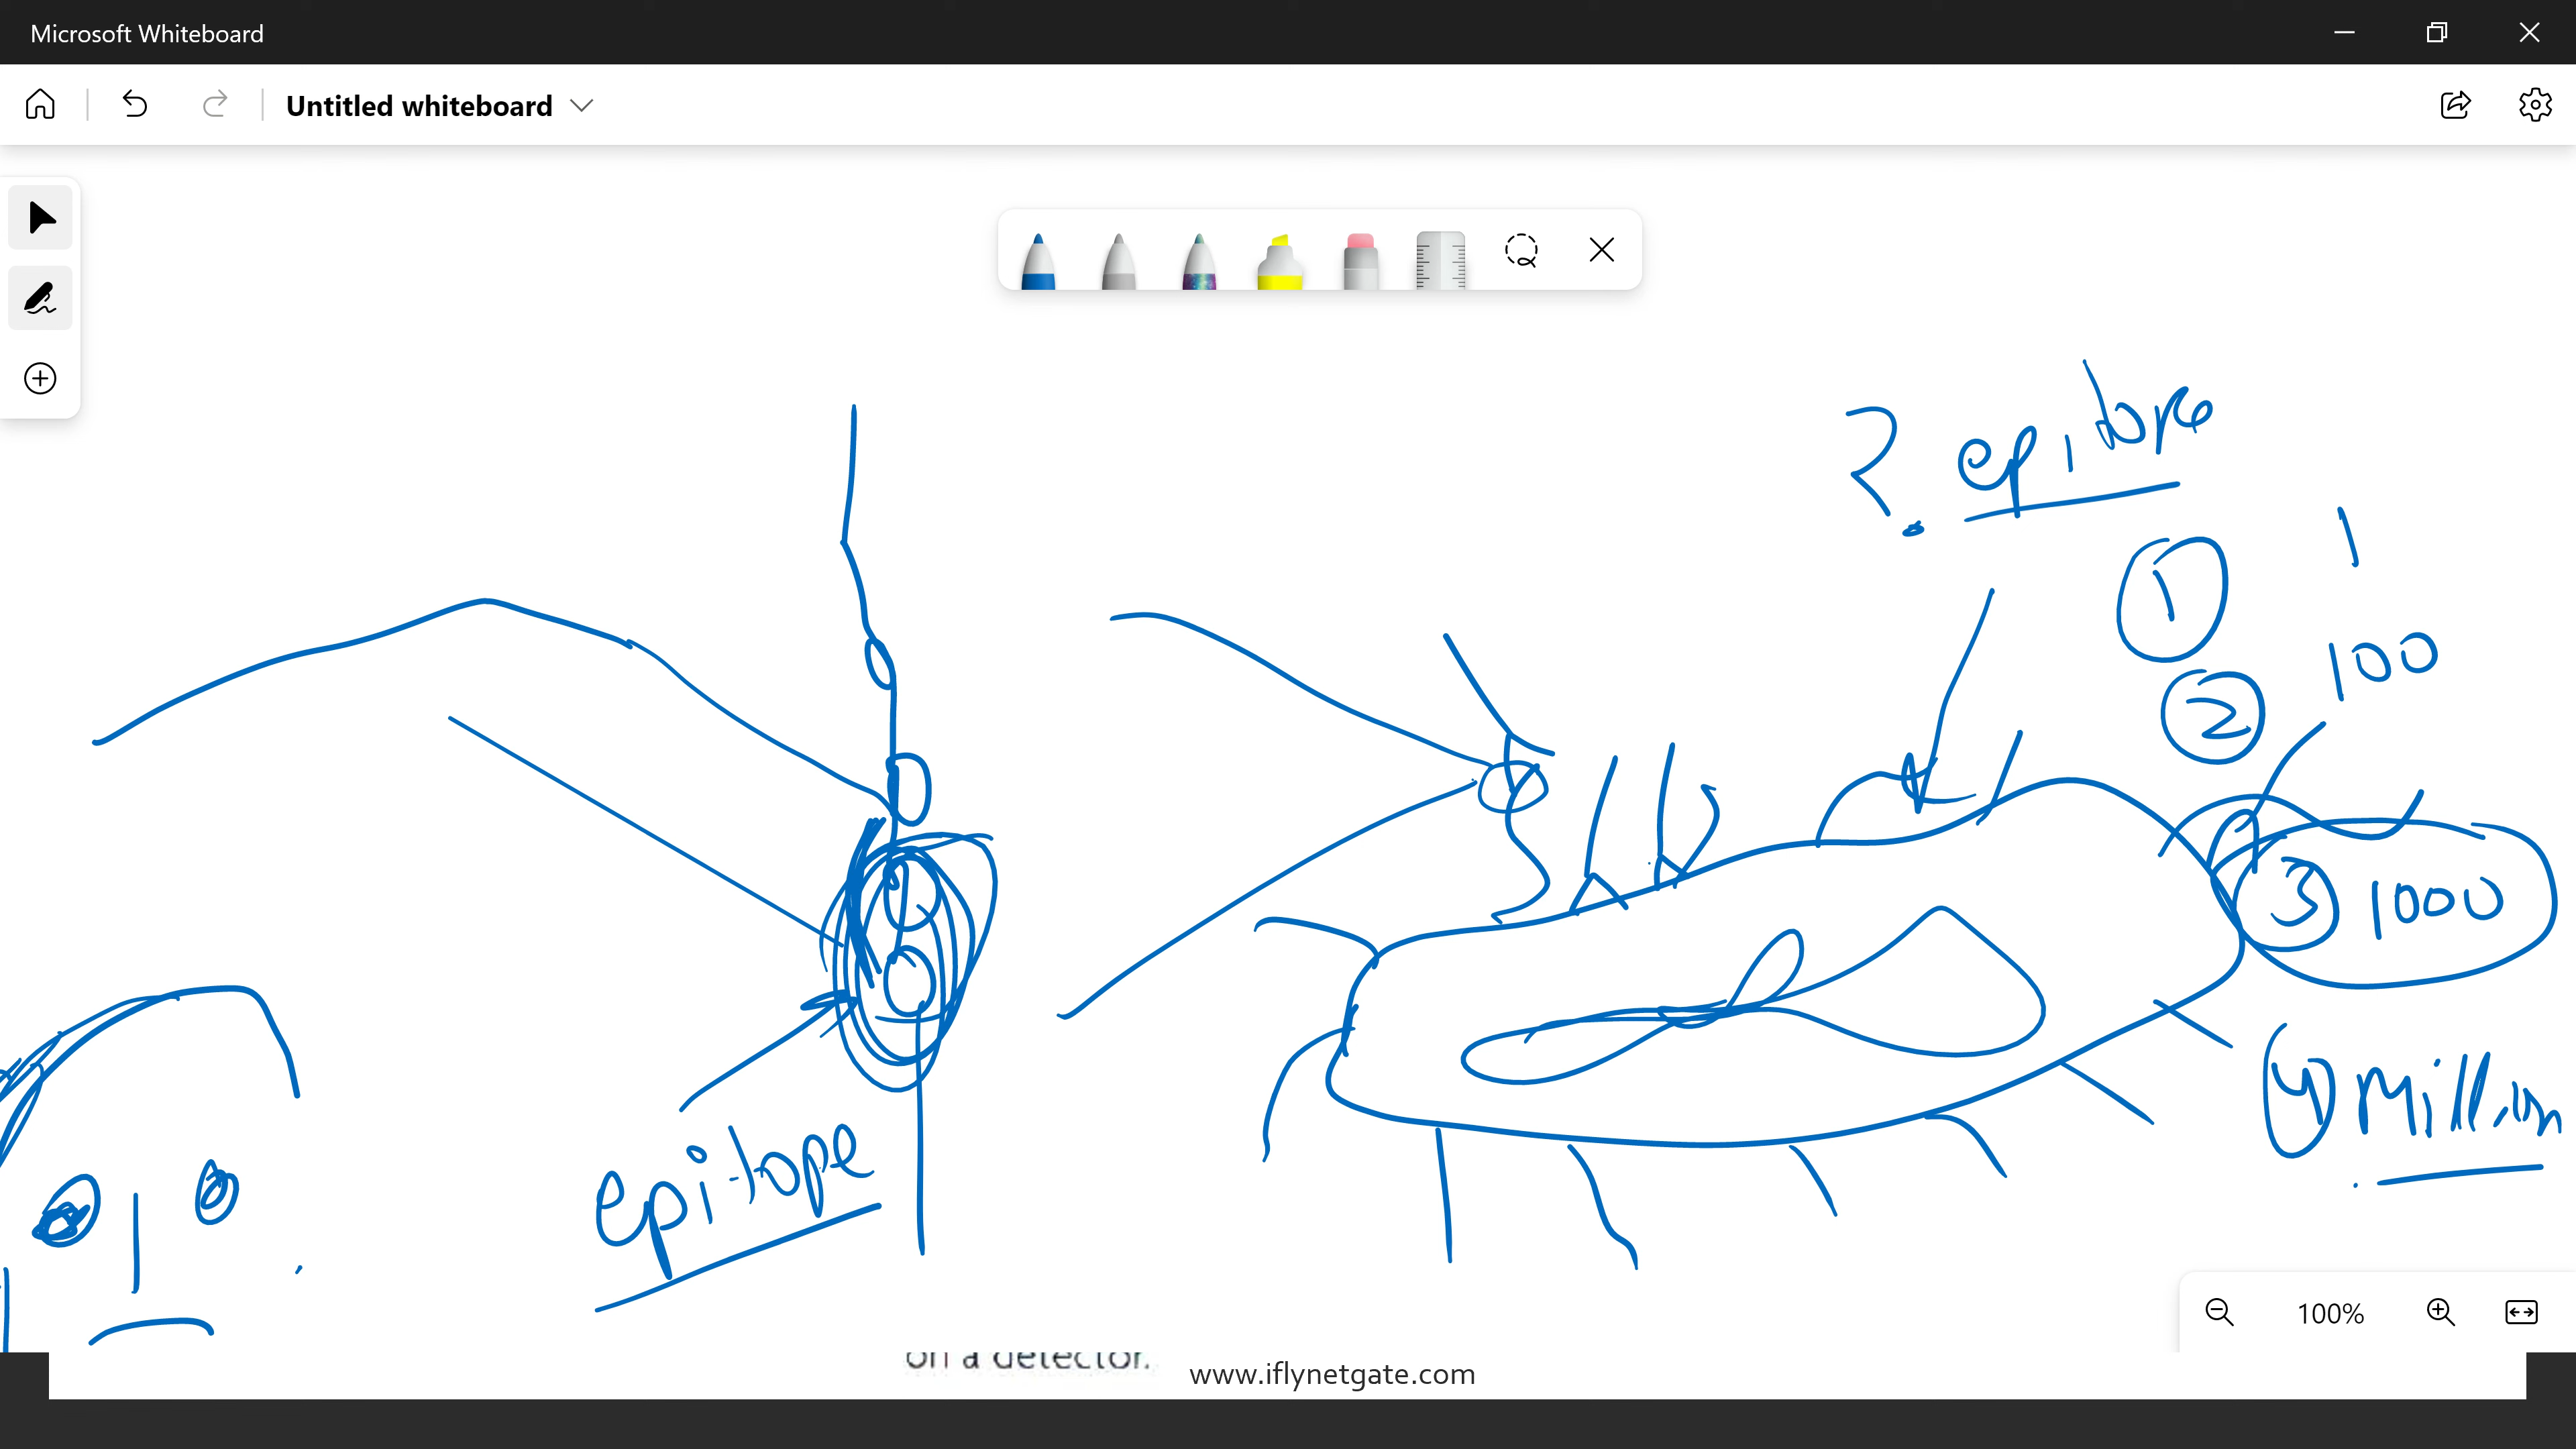 Microsoft Whiteboard
Untitled whiteboard
? epitope
① 1
② 100
③ 1000
④ Million
epitope
100%
on a detector.
www.iflynetgate.com